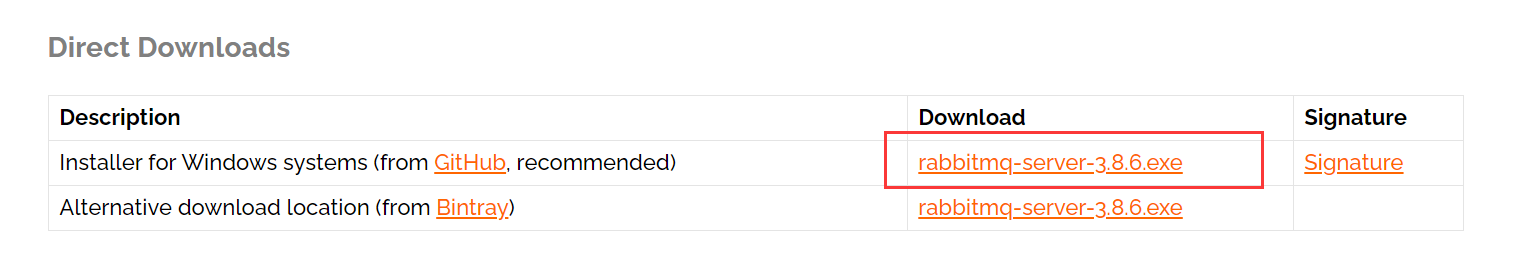 Direct Downloads
Description Download Signature
Installer for Windows systems (from GitHub, recommended) rabbitmq-server-3.8.6.exe Signature
Alternative download location (from Bintray) rabbitmq-server-3.8.6.exe